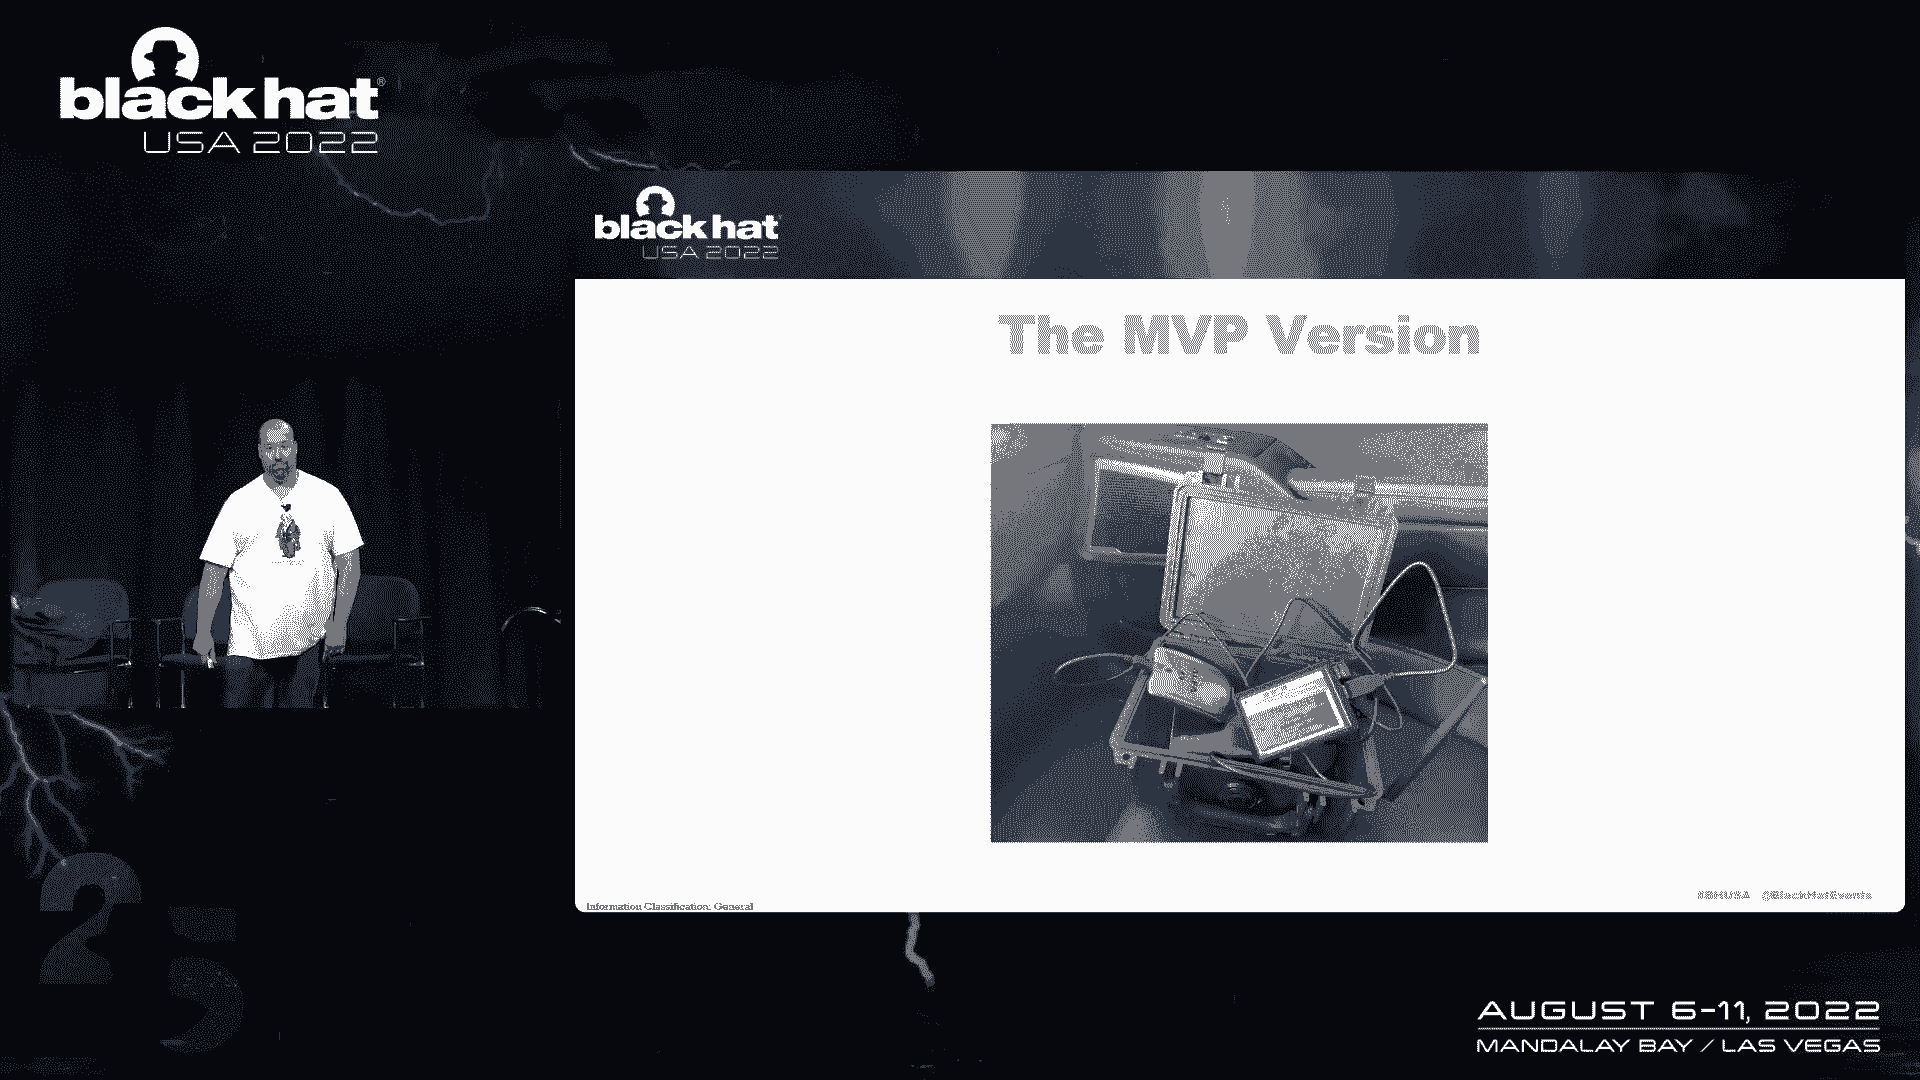 black hat®
USA 2022
black hat
USA 2022
The MVP Version
Information Classification: General
#BHUSA @BlackHatEvents
25
AUGUST 6-11, 2022
MANDALAY BAY / LAS VEGAS